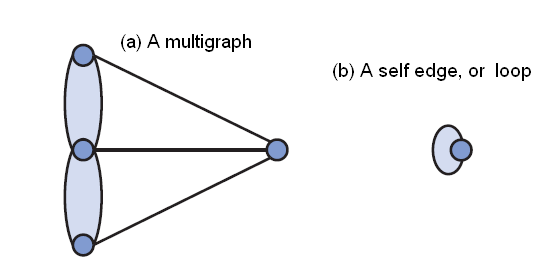 (a) A multigraph
(b) A self edge, or loop